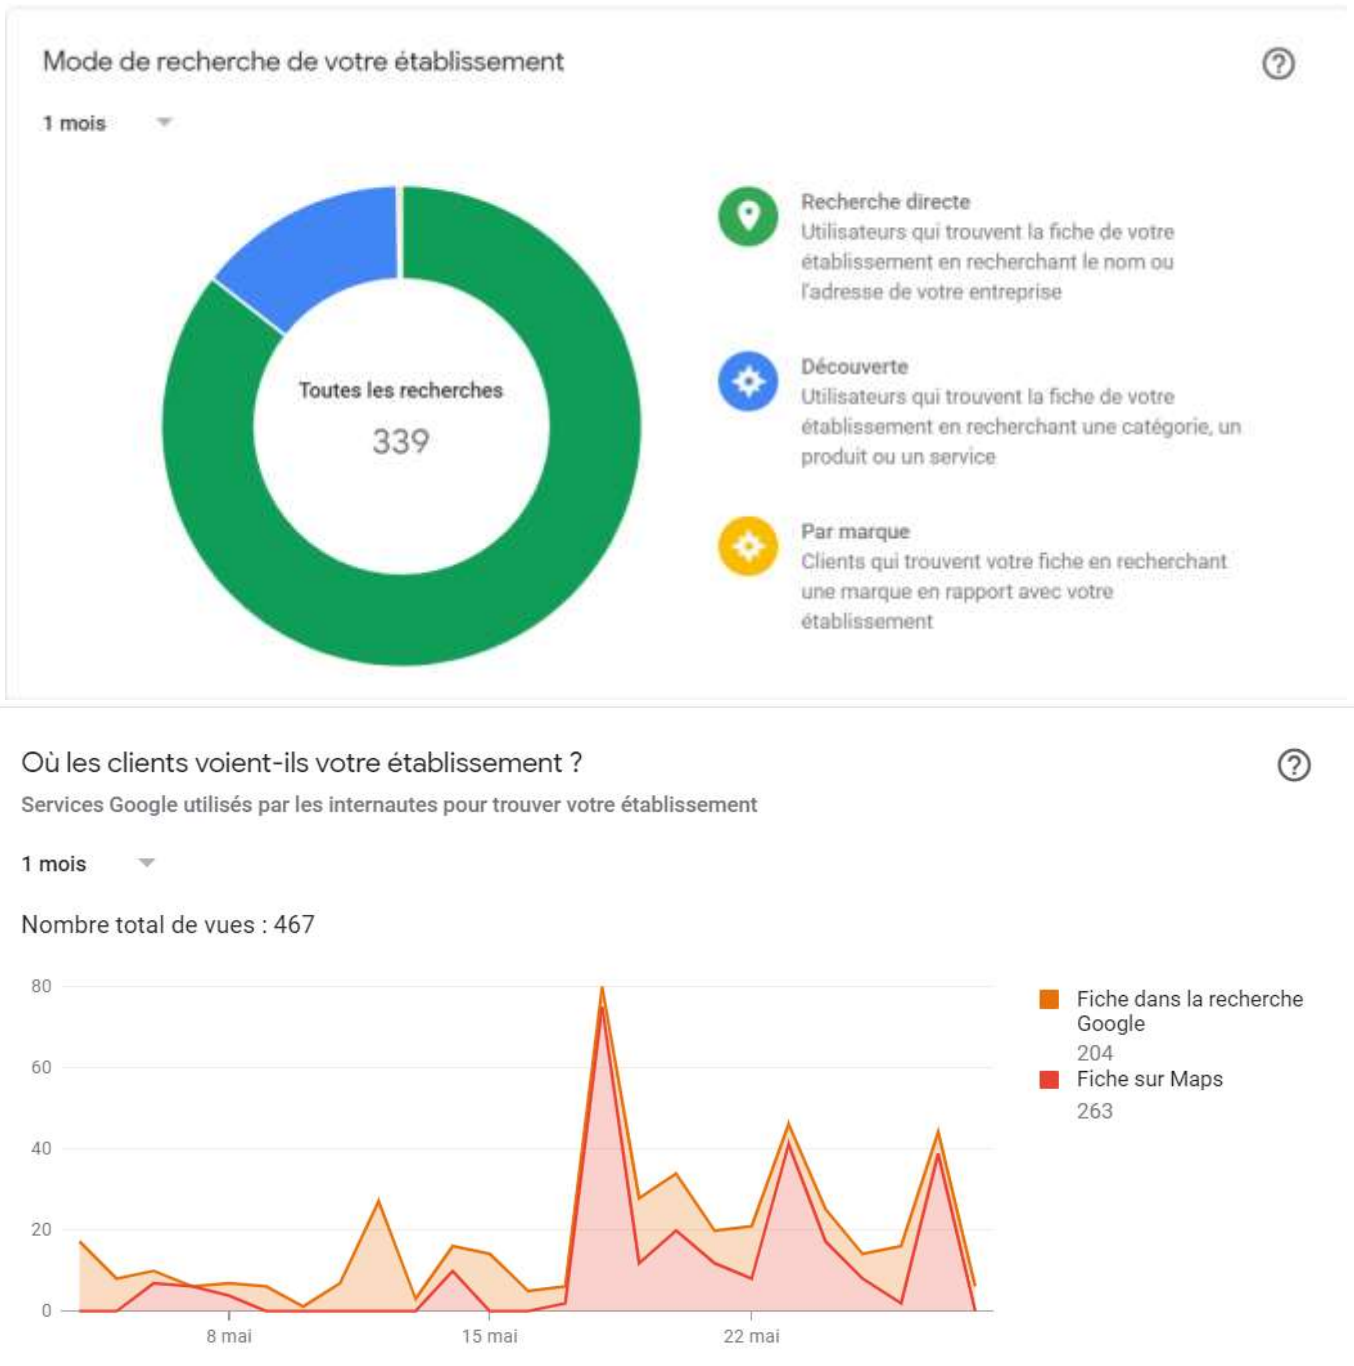 Mode de recherche de votre établissement
1 mois
Toutes les recherches
339
Recherche directe
Utilisateurs qui trouvent la fiche de votre
établissement en recherchant le nom ou
l'adresse de votre entreprise
Découverte
Utilisateurs qui trouvent la fiche de votre
établissement en recherchant une catégorie, un
produit ou un service
Par marque
Clients qui trouvent votre fiche en recherchant
une marque en rapport avec votre
établissement
Où les clients voient-ils votre établissement ?
Services Google utilisés par les internautes pour trouver votre établissement
1 mois
Nombre total de vues : 467
80
60
40
20
0
8 mai
15 mai
22 mai
Fiche dans la recherche
Google
204
Fiche sur Maps
263